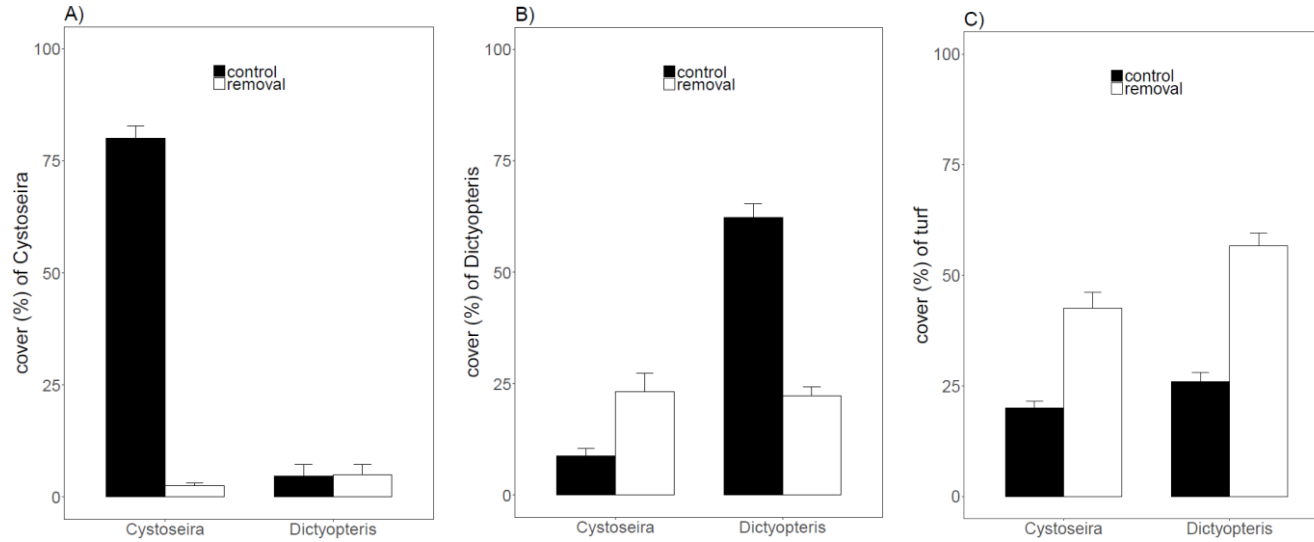 A)
cover (%) of Cystoseira
100
75
50
25
0
control
removal
Cystoseira Dictyopteris
B)
cover (%) of Dictyopteris
100
75
50
25
0
control
removal
Cystoseira Dictyopteris
C)
cover (%) of turf
100
75
50
25
0
control
removal
Cystoseira Dictyopteris